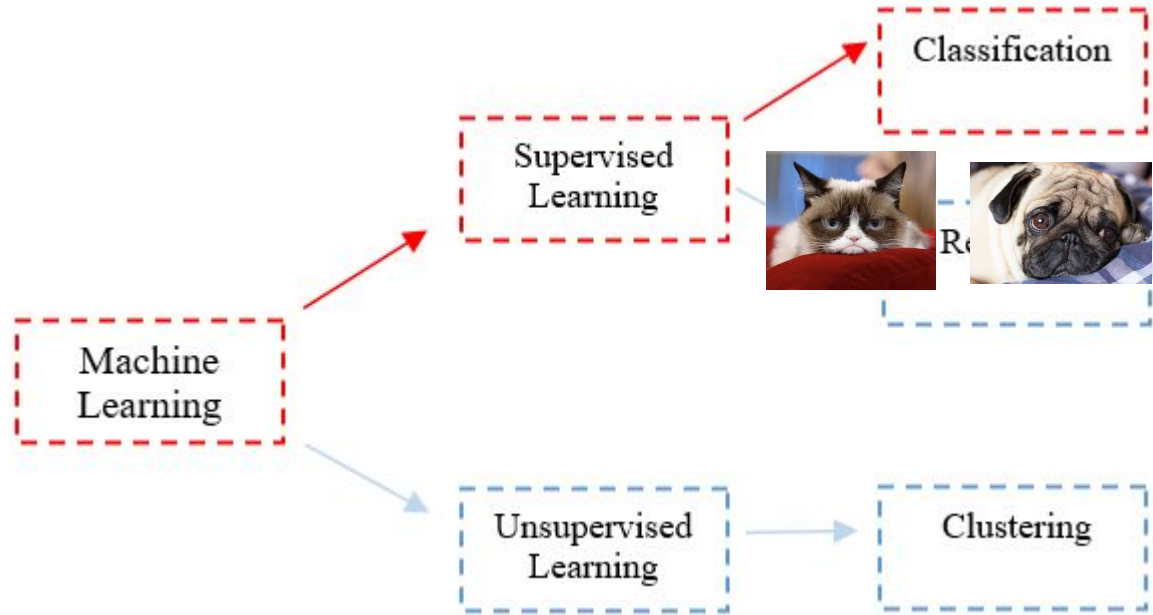 Classification
Supervised
Learning
Re
Machine
Learning
Unsupervised
Learning
Clustering